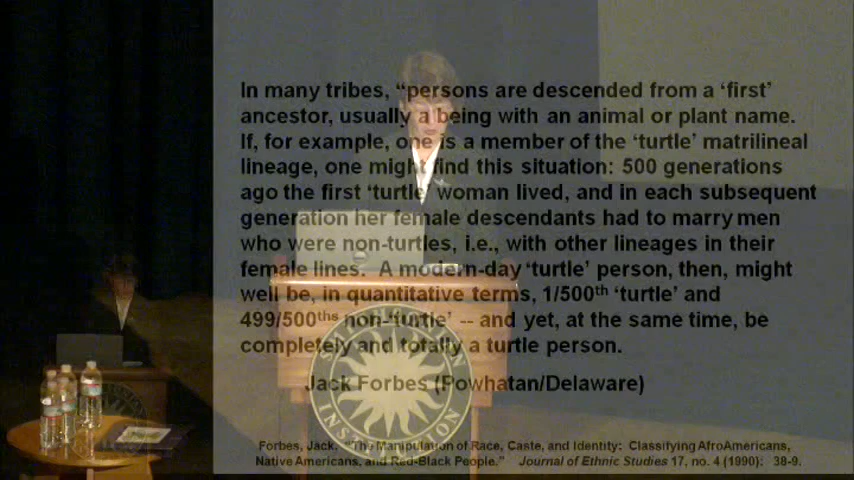 In many tribes, “persons are descended from a ‘first’
ancestor, usually a being with an animal or plant name.
If, for example, one is a member of the ‘turtle’ matrilineal
lineage, one might find this situation: 500 generations
ago the first ‘turtle’ woman lived, and in each subsequent
generation her female descendants had to marry men
who were non-turtles, i.e., with other lineages in their
female lines. A modern-day ‘turtle’ person, then, might
well be, in quantitative terms, 1/500th ‘turtle’ and
499/500ths non-‘turtle’ -- and yet, at the same time, be
completely and totally a turtle person.
Jack Forbes (Powhatan/Delaware)
SMITHSONIAN
INSTITUTION
Forbes, Jack. “The Manipulation of Race, Caste, and Identity: Classifying AfroAmericans,
Native Americans, and Red-Black People.” Journal of Ethnic Studies 17, no. 4 (1990): 38-9.